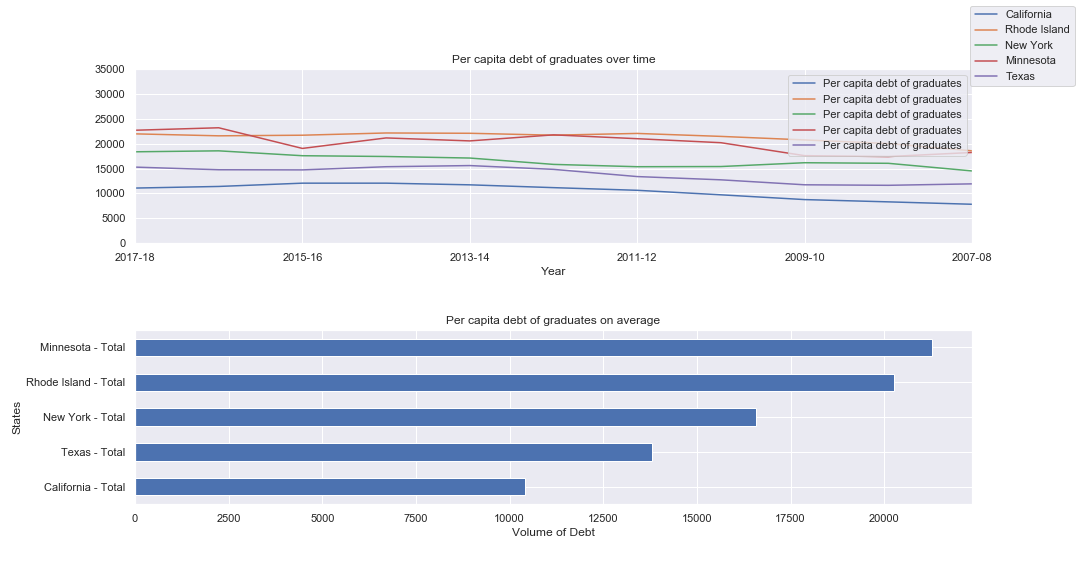 California
Rhode Island
New York
Minnesota
Texas
Per capita debt of graduates over time
Per capita debt of graduates
Per capita debt of graduates
Per capita debt of graduates
Per capita debt of graduates
Per capita debt of graduates
35000
30000
25000
20000
15000
10000
5000
0
2017-18 2015-16 2013-14 2011-12 2009-10 2007-08
Year
Per capita debt of graduates on average
States
Minnesota - Total
Rhode Island - Total
New York - Total
Texas - Total
California - Total
0 2500 5000 7500 10000 12500 15000 17500 20000
Volume of Debt